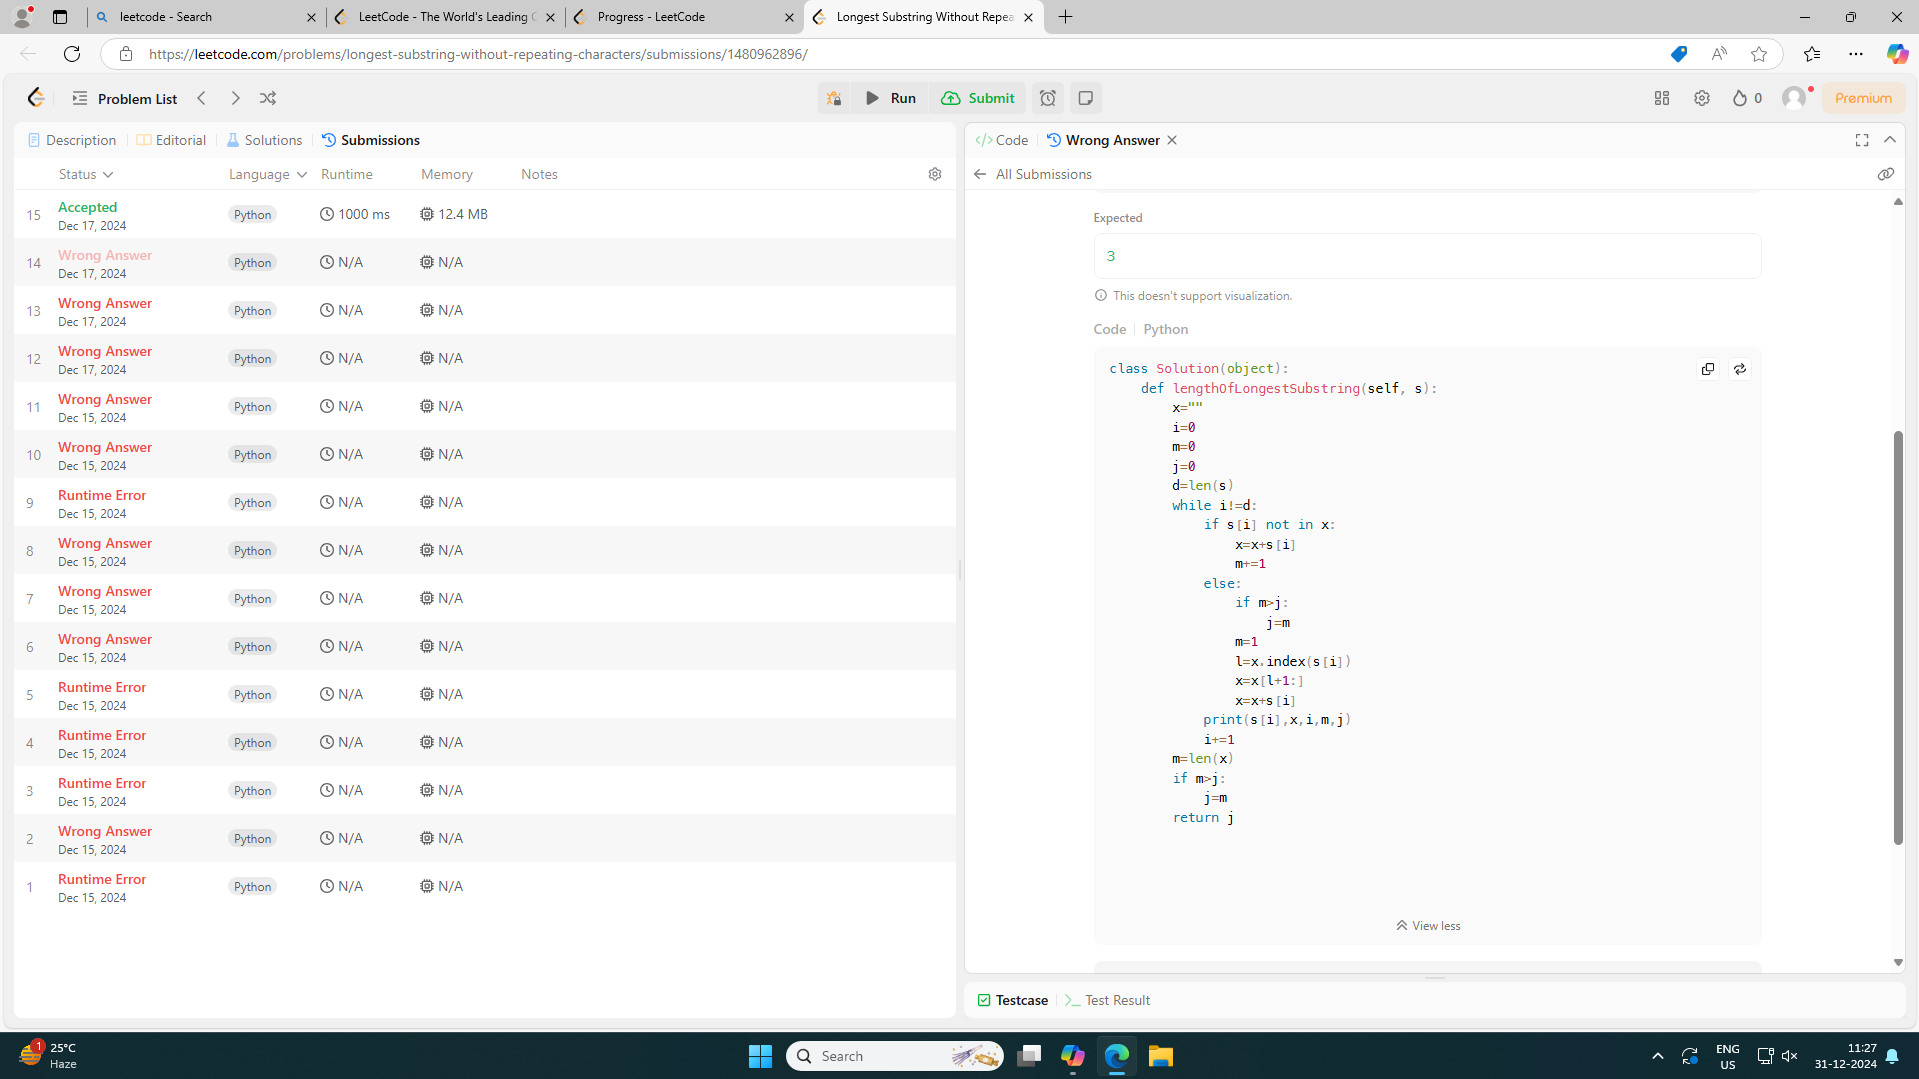 leetcode - Search
LeetCode - The World's Leading O
Progress - LeetCode
Longest Substring Without Repea
https://leetcode.com/problems/longest-substring-without-repeating-characters/submissions/1480962896/
Problem List
Run
Submit
0
Premium
Description
Editorial
Solutions
Submissions
Status
Language
Runtime
Memory
Notes
15 Accepted Python 1000 ms 12.4 MB
Dec 17, 2024
14 Wrong Answer Python N/A N/A
Dec 17, 2024
13 Wrong Answer Python N/A N/A
Dec 17, 2024
12 Wrong Answer Python N/A N/A
Dec 17, 2024
11 Wrong Answer Python N/A N/A
Dec 15, 2024
10 Wrong Answer Python N/A N/A
Dec 15, 2024
9 Runtime Error Python N/A N/A
Dec 15, 2024
8 Wrong Answer Python N/A N/A
Dec 15, 2024
7 Wrong Answer Python N/A N/A
Dec 15, 2024
6 Wrong Answer Python N/A N/A
Dec 15, 2024
5 Runtime Error Python N/A N/A
Dec 15, 2024
4 Runtime Error Python N/A N/A
Dec 15, 2024
3 Runtime Error Python N/A N/A
Dec 15, 2024
2 Wrong Answer Python N/A N/A
Dec 15, 2024
1 Runtime Error Python N/A N/A
Dec 15, 2024
Code
Wrong Answer
All Submissions
Expected
3
This doesn't support visualization.
Code
Python
class Solution(object):
    def lengthOfLongestSubstring(self, s):
        x=""
        i=0
        m=0
        j=0
        d=len(s)
        while i!=d:
            if s[i] not in x:
                x=x+s[i]
                m+=1
            else:
                if m>j:
                    j=m
                m=1
                l=x.index(s[i])
                x=x[l+1:]
                x=x+s[i]
            print(s[i],x,i,m,j)
            i+=1
        m=len(x)
        if m>j:
            j=m
        return j
View less
Testcase
Test Result
1
25°C
Haze
Search
ENG
US
11:27
31-12-2024